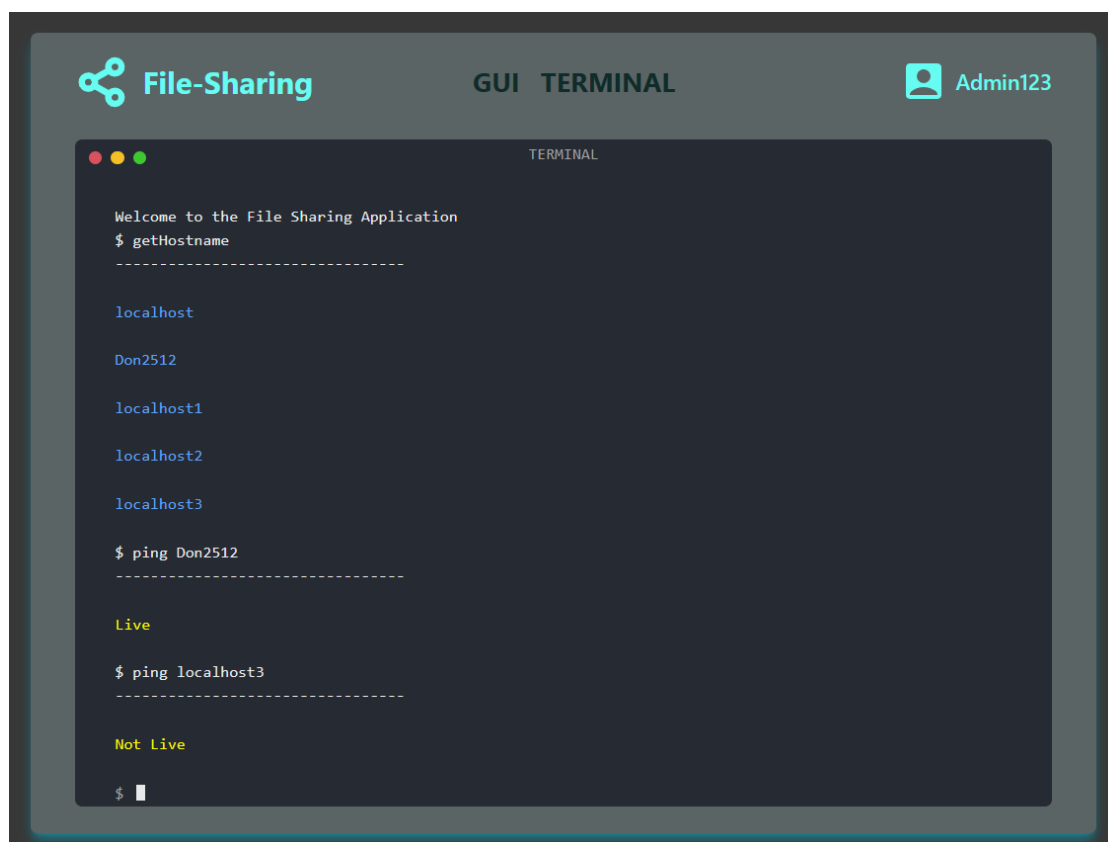 File-Sharing GUI TERMINAL Admin123
TERMINAL
Welcome to the File Sharing Application
$ getHostname
---------------------------------
localhost
Don2512
localhost1
localhost2
localhost3
$ ping Don2512
---------------------------------
Live
$ ping localhost3
---------------------------------
Not Live
$